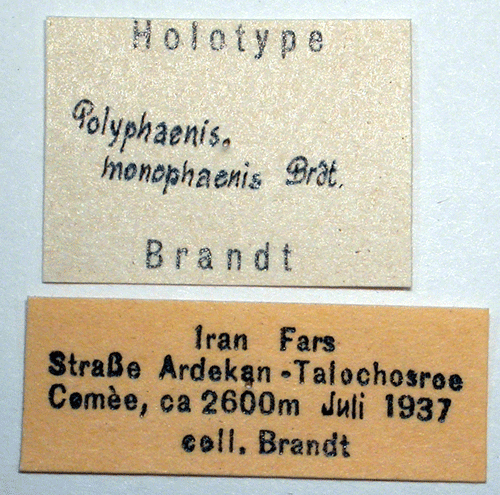 Holotype
Polyphaenis.
monophaenis Brdt.
Brandt
Iran Fars
Straße Ardekan-Talochosroe
Comèe, ca 2600m Juli 1937
coll. Brandt